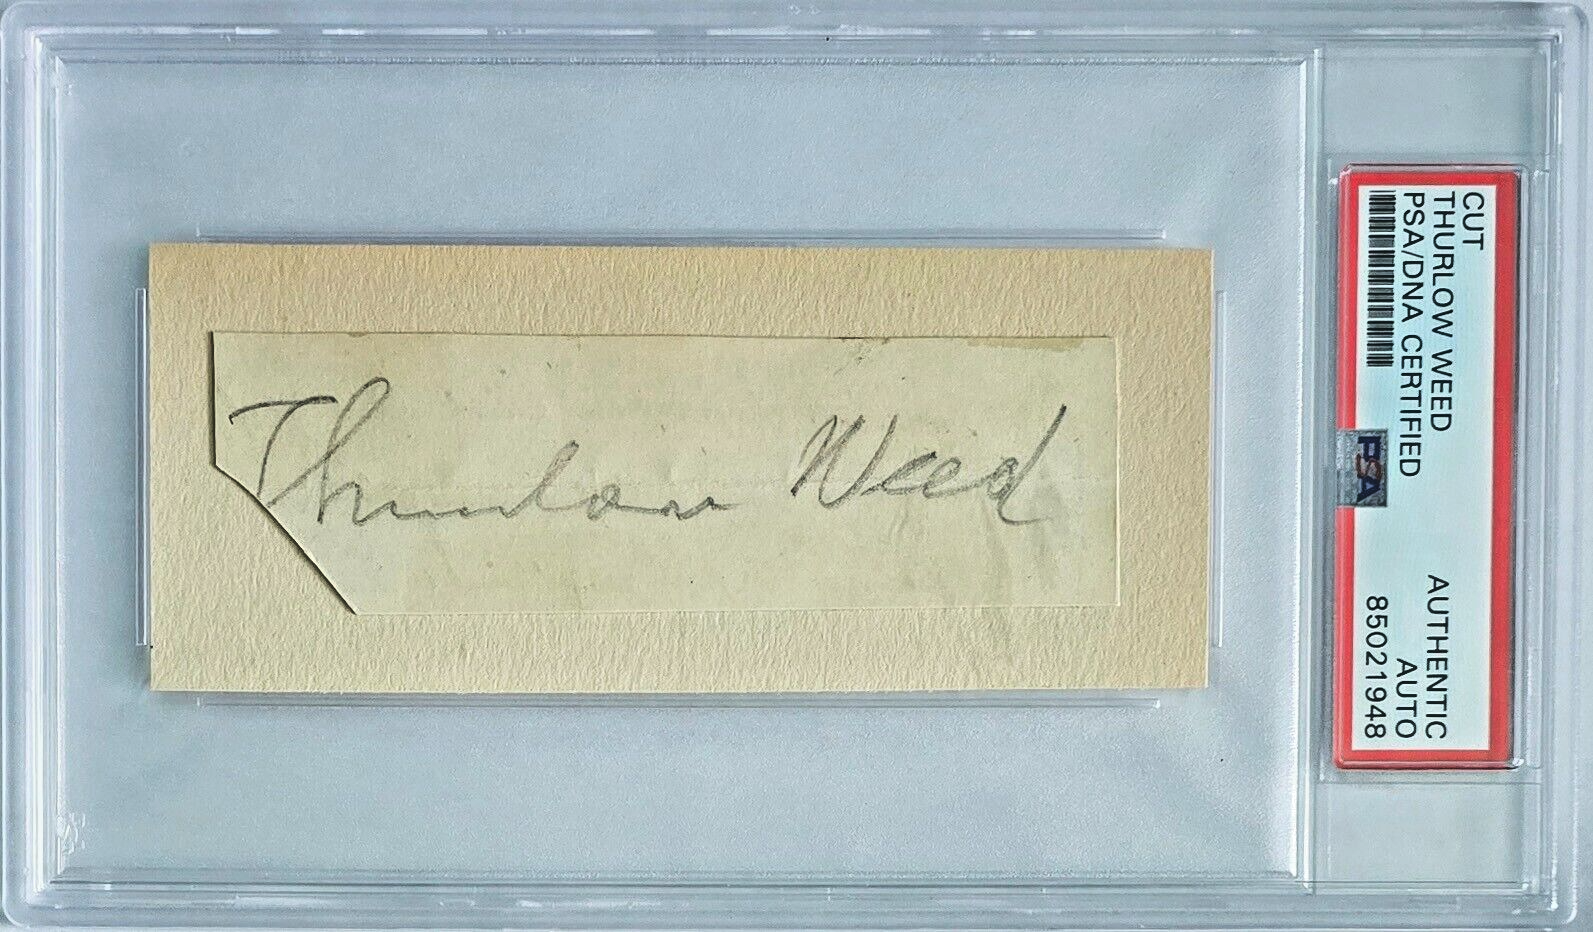 Thurlow Weed
CUT
THURLOW WEED
PSA/DNA CERTIFIED
AUTHENTIC
AUTO
85021948
PSA